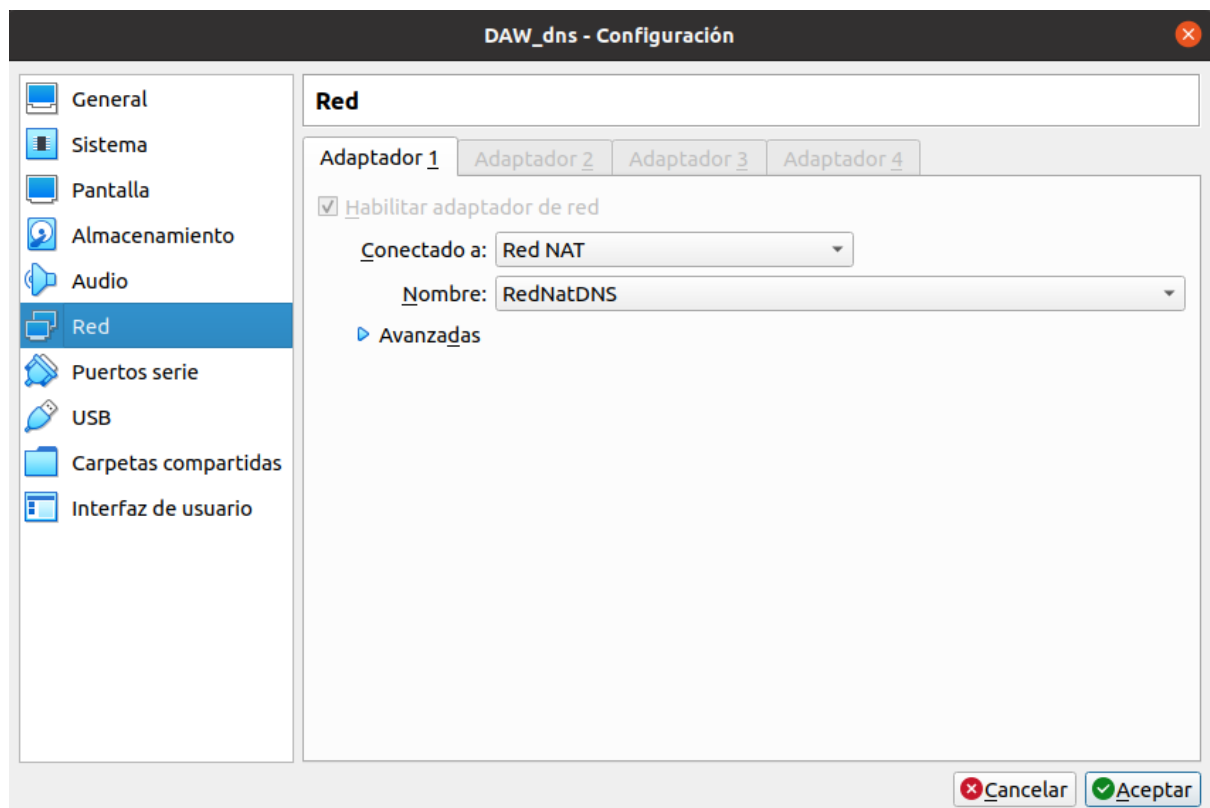 DAW_dns - Configuración
General
Sistema
Pantalla
Almacenamiento
Audio
Red
Puertos serie
USB
Carpetas compartidas
Interfaz de usuario
Red
Adaptador 1 Adaptador 2 Adaptador 3 Adaptador 4
Habilitar adaptador de red
Conectado a: Red NAT
Nombre: RedNatDNS
Avanzadas
Cancelar Aceptar